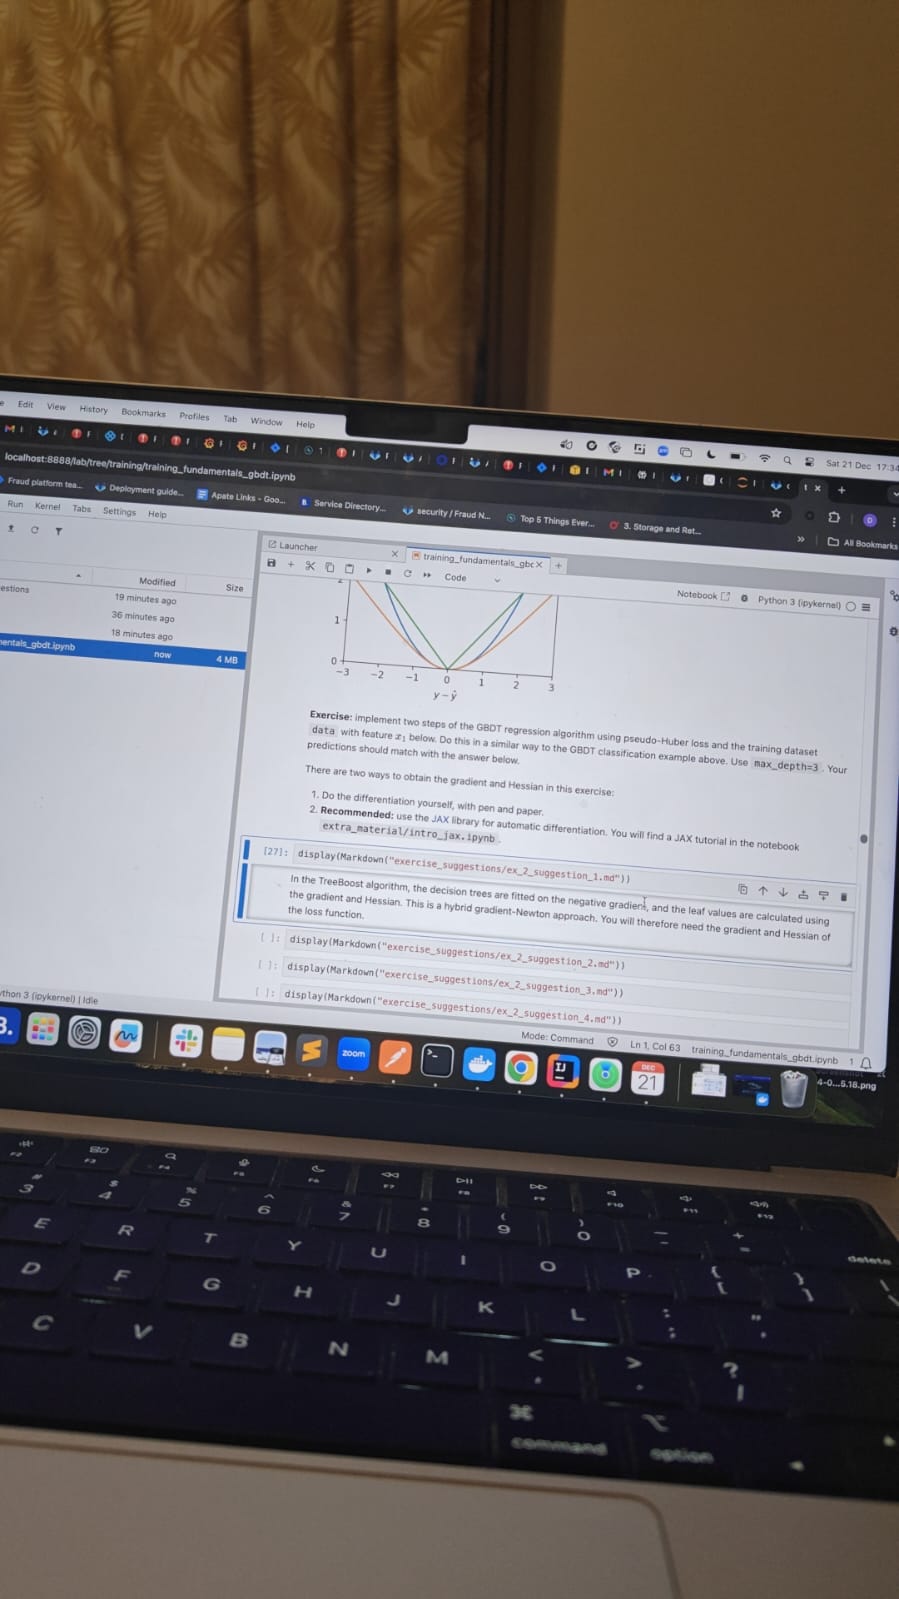 Edit View History Bookmarks Profiles Tab Window Help
Sat 21 Dec 17:34
localhost:8888/lab/tree/training/training_fundamentals_gbdt.ipynb
Fraud platform tea... Deployment guide... Apate Links - Goo... Service Directory... security / Fraud N... Top 5 Things Ever... 3. Storage and Ret...
All Bookmarks
Run Kernel Tabs Settings Help
Launcher
training_fundamentals_gbc
Code
Notebook
Python 3 (ipykernel)
Modified Size
estions 19 minutes ago
36 minutes ago
18 minutes ago
nentals_gbdt.ipynb now 4 MB
2
1
0
−3 −2 −1 0 1 2 3
y − ŷ
Exercise: implement two steps of the GBDT regression algorithm using pseudo-Huber loss and the training dataset
data with feature x₁ below. Do this in a similar way to the GBDT classification example above. Use max_depth=3 . Your
predictions should match with the answer below.
There are two ways to obtain the gradient and Hessian in this exercise:
1. Do the differentiation yourself, with pen and paper.
2. Recommended: use the JAX library for automatic differentiation. You will find a JAX tutorial in the notebook
extra_material/intro_jax.ipynb .
[27]: display(Markdown("exercise_suggestions/ex_2_suggestion_1.md"))
In the TreeBoost algorithm, the decision trees are fitted on the negative gradient, and the leaf values are calculated using
the gradient and Hessian. This is a hybrid gradient-Newton approach. You will therefore need the gradient and Hessian of
the loss function.
[ ]: display(Markdown("exercise_suggestions/ex_2_suggestion_2.md"))
[ ]: display(Markdown("exercise_suggestions/ex_2_suggestion_3.md"))
[ ]: display(Markdown("exercise_suggestions/ex_2_suggestion_4.md"))
ython 3 (ipykernel) | Idle
Mode: Command Ln 1, Col 63 training_fundamentals_gbdt.ipynb 1
zoom
IJ
DEC
21
4-0...5.18.png
F2 F3 F4 F5 F6 F7 F8 F9 F10 F11 F12
# $ % ^ & * ( ) _ +
3 4 5 6 7 8 9 0 - =
delete
E R T Y U I O P { [ } ]
D F G H J K L : ; " '
C V B N M < , > . ? /
⌘ ⌥
command option